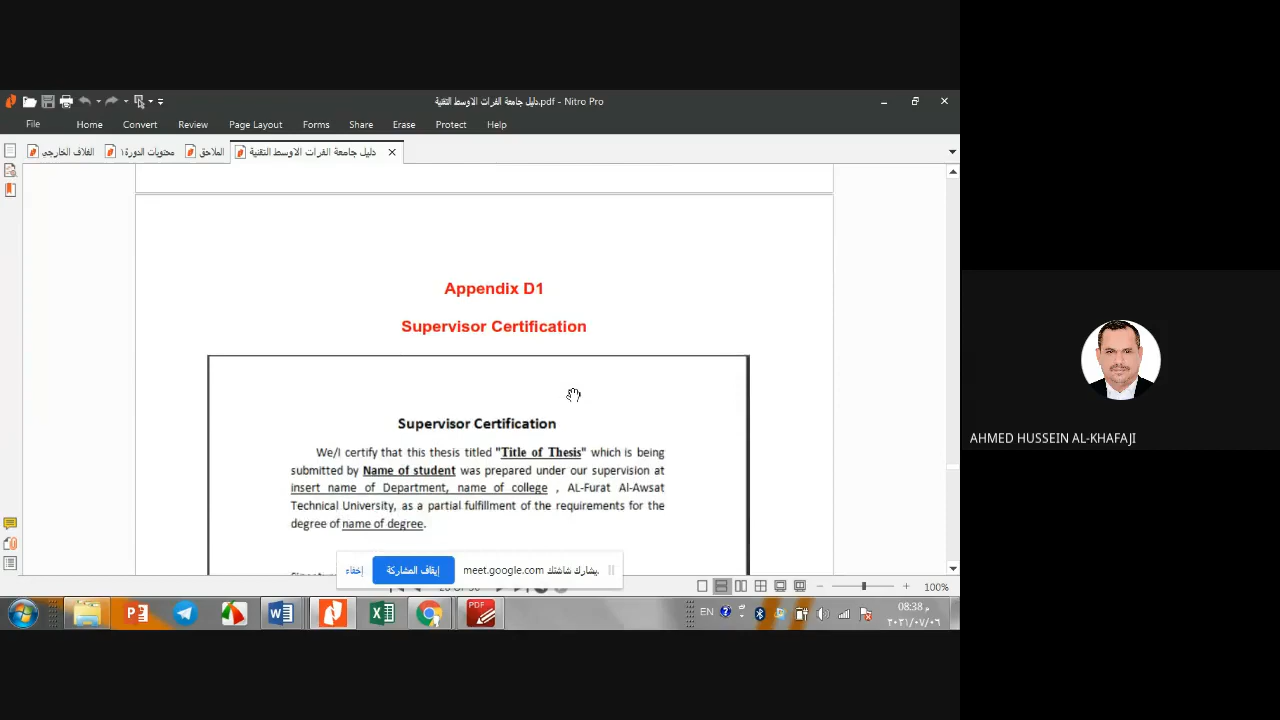 دليل جامعة الفرات الاوسط التقنية.pdf - Nitro Pro
File Home Convert Review Page Layout Forms Share Erase Protect Help
الغلاف الخارجي محتويات الدورة١ الملاحق دليل جامعة الفرات الاوسط التقنية
Appendix D1
Supervisor Certification
Supervisor Certification
We/I certify that this thesis titled "Title of Thesis" which is being
submitted by Name of student was prepared under our supervision at
insert name of Department, name of college , AL-Furat Al-Awsat
Technical University, as a partial fulfillment of the requirements for the
degree of name of degree.
يشارك شاشتك meet.google.com.
إيقاف المشاركة
إخفاء
100%
PDF
EN
08:38 م
٢٠٢١/٠٧/٠٦
AHMED HUSSEIN AL-KHAFAJI